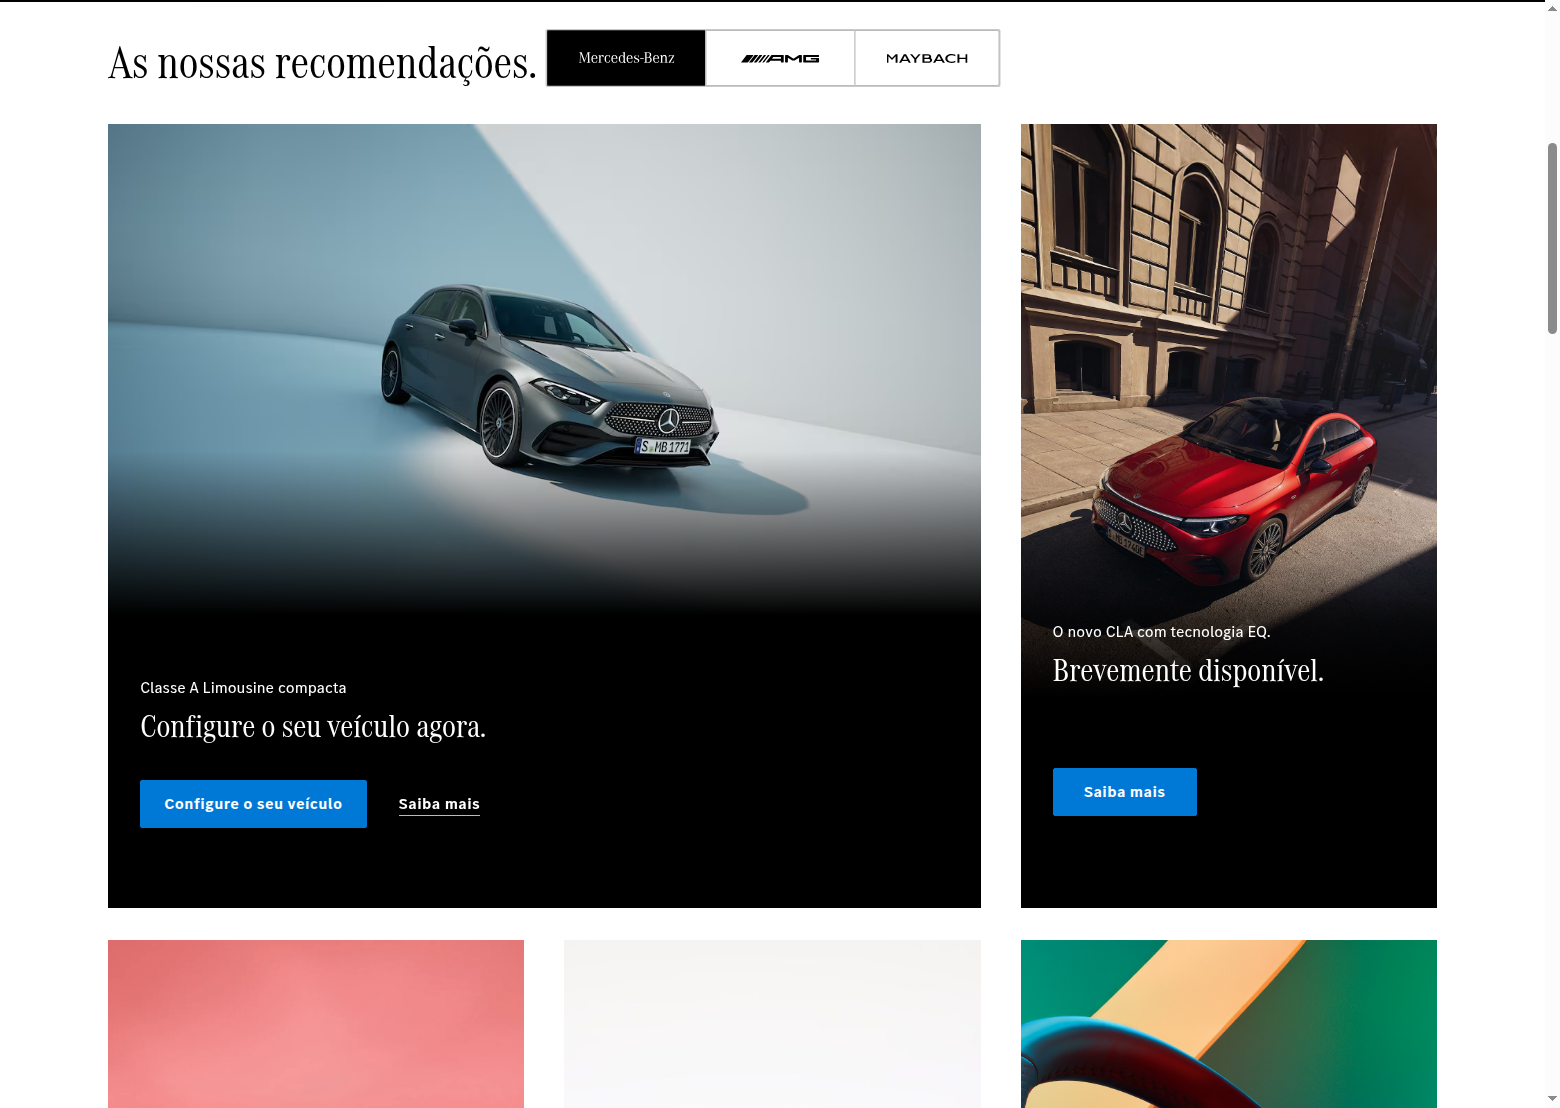 As nossas recomendações.
Mercedes-Benz
AMG
MAYBACH
S MB 1771
Classe A Limousine compacta
Configure o seu veículo agora.
Configure o seu veículo
Saiba mais
O novo CLA com tecnologia EQ.
Brevemente disponível.
Saiba mais